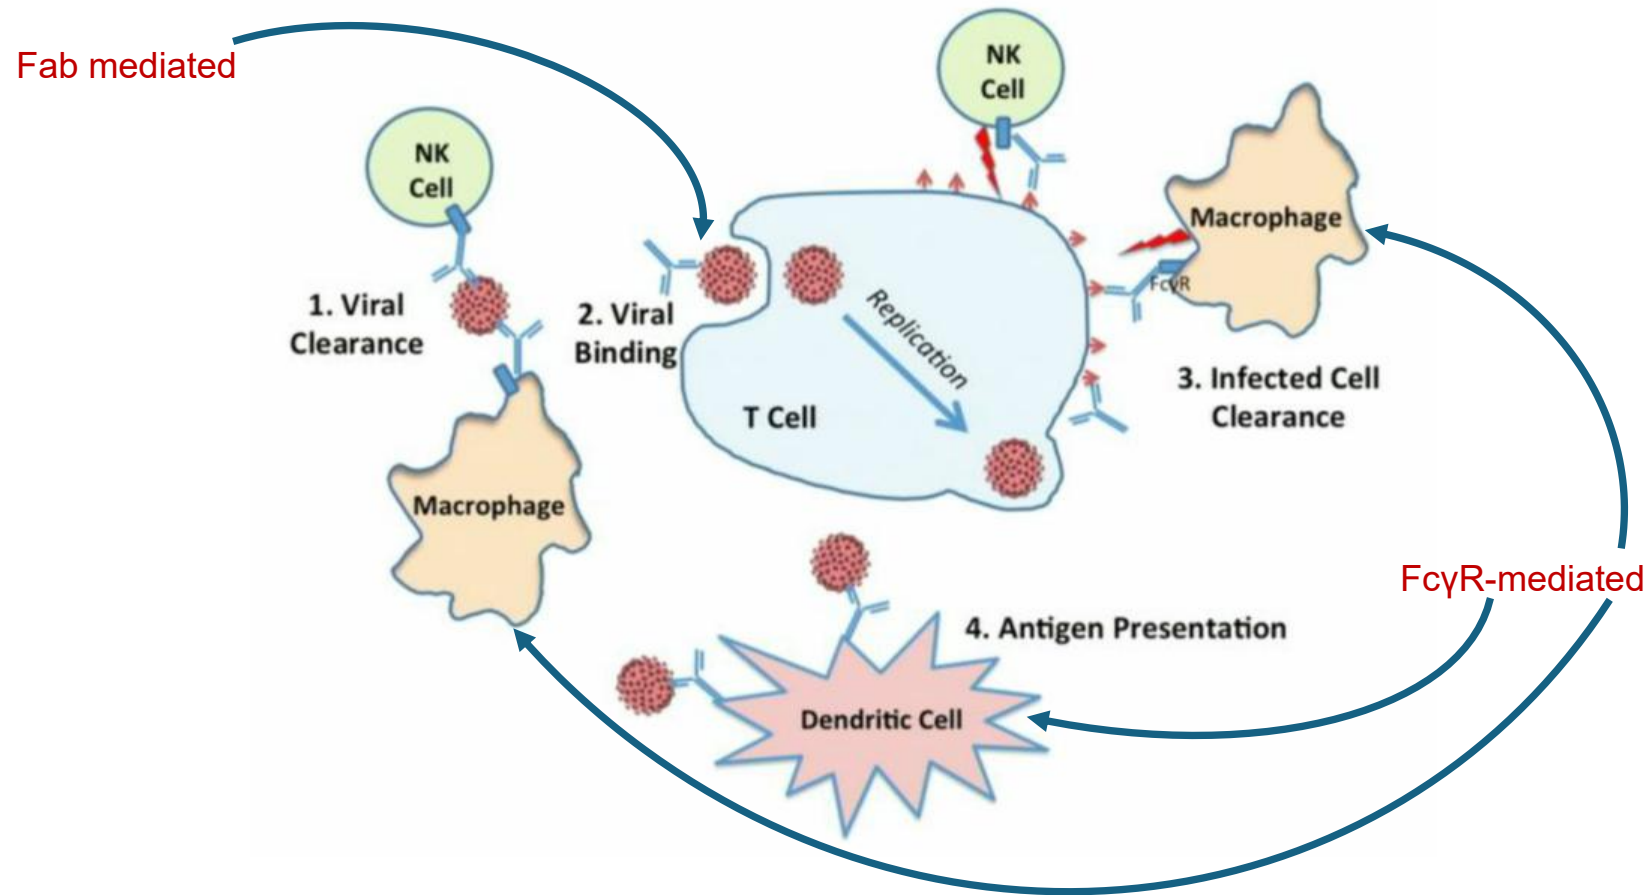 Fab mediated
NK
Cell
NK
Cell
Macrophage
FcγR
1. Viral
Clearance
2. Viral
Binding
Replication
T Cell
3. Infected Cell
Clearance
Macrophage
FcγR-mediated
4. Antigen Presentation
Dendritic Cell